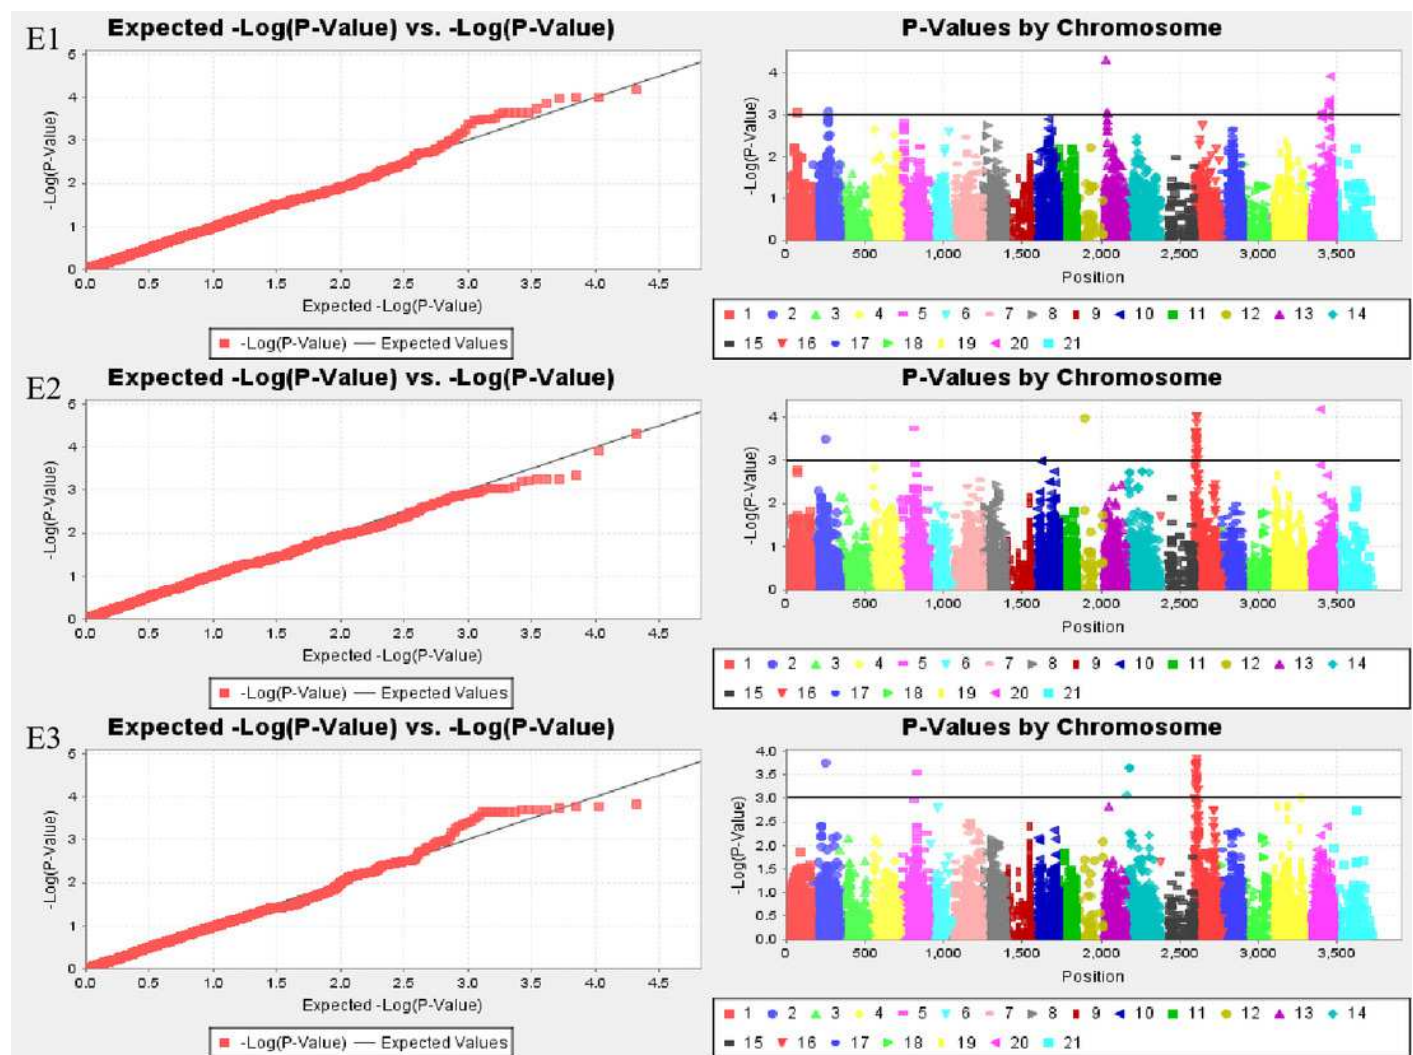 E1
Expected -Log(P-Value) vs. -Log(P-Value)
-Log(P-Value)
5
4
3
2
1
0
0.0 0.5 1.0 1.5 2.0 2.5 3.0 3.5 4.0 4.5
Expected -Log(P-Value)
-Log(P-Value) Expected Values
P-Values by Chromosome
-Log(P-Value)
4
3
2
1
0
0 500 1,000 1,500 2,000 2,500 3,000 3,500
Position
1 2 3 4 5 6 7 8 9 10 11 12 13 14
15 16 17 18 19 20 21
E2
Expected -Log(P-Value) vs. -Log(P-Value)
-Log(P-Value)
5
4
3
2
1
0
0.0 0.5 1.0 1.5 2.0 2.5 3.0 3.5 4.0 4.5
Expected -Log(P-Value)
-Log(P-Value) Expected Values
P-Values by Chromosome
-Log(P-Value)
4
3
2
1
0
0 500 1,000 1,500 2,000 2,500 3,000 3,500
Position
1 2 3 4 5 6 7 8 9 10 11 12 13 14
15 16 17 18 19 20 21
E3
Expected -Log(P-Value) vs. -Log(P-Value)
-Log(P-Value)
5
4
3
2
1
0
0.0 0.5 1.0 1.5 2.0 2.5 3.0 3.5 4.0 4.5
Expected -Log(P-Value)
-Log(P-Value) Expected Values
P-Values by Chromosome
-Log(P-Value)
4.0
3.5
3.0
2.5
2.0
1.5
1.0
0.5
0.0
0 500 1,000 1,500 2,000 2,500 3,000 3,500
Position
1 2 3 4 5 6 7 8 9 10 11 12 13 14
15 16 17 18 19 20 21